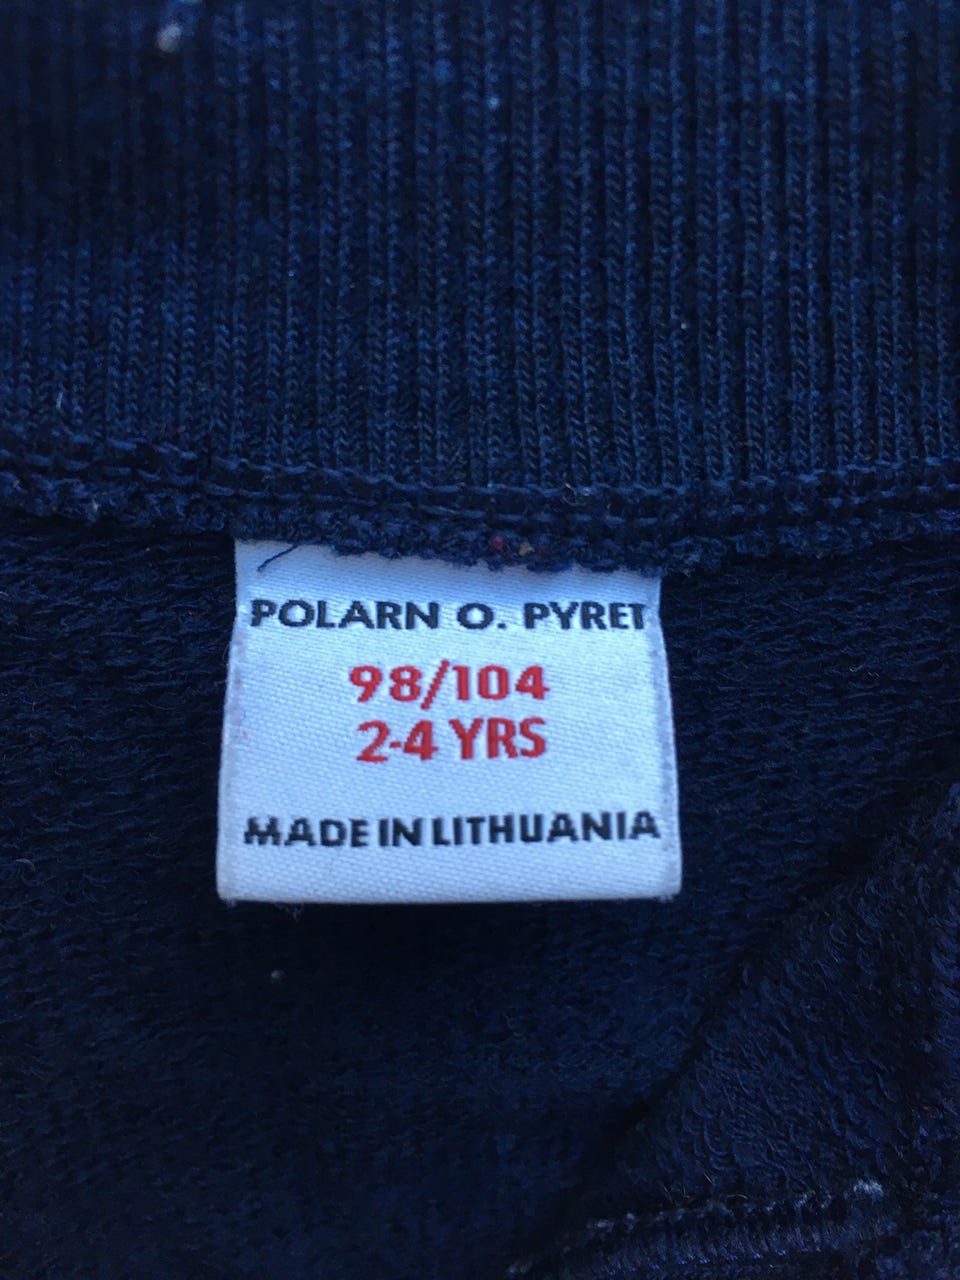 POLARN O. PYRET
98/104
2-4 YRS
MADE IN LITHUANIA